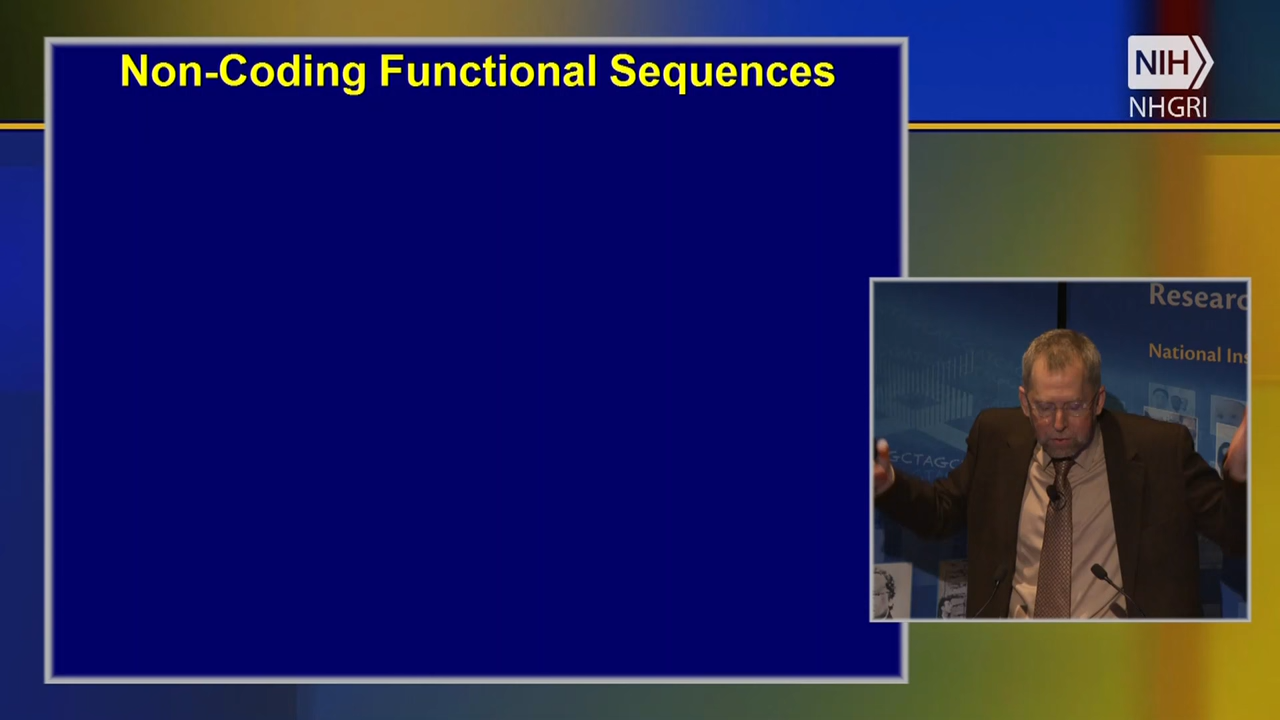 Non-Coding Functional Sequences
NIH
NHGRI
Researc
National Ins
GCTAGC